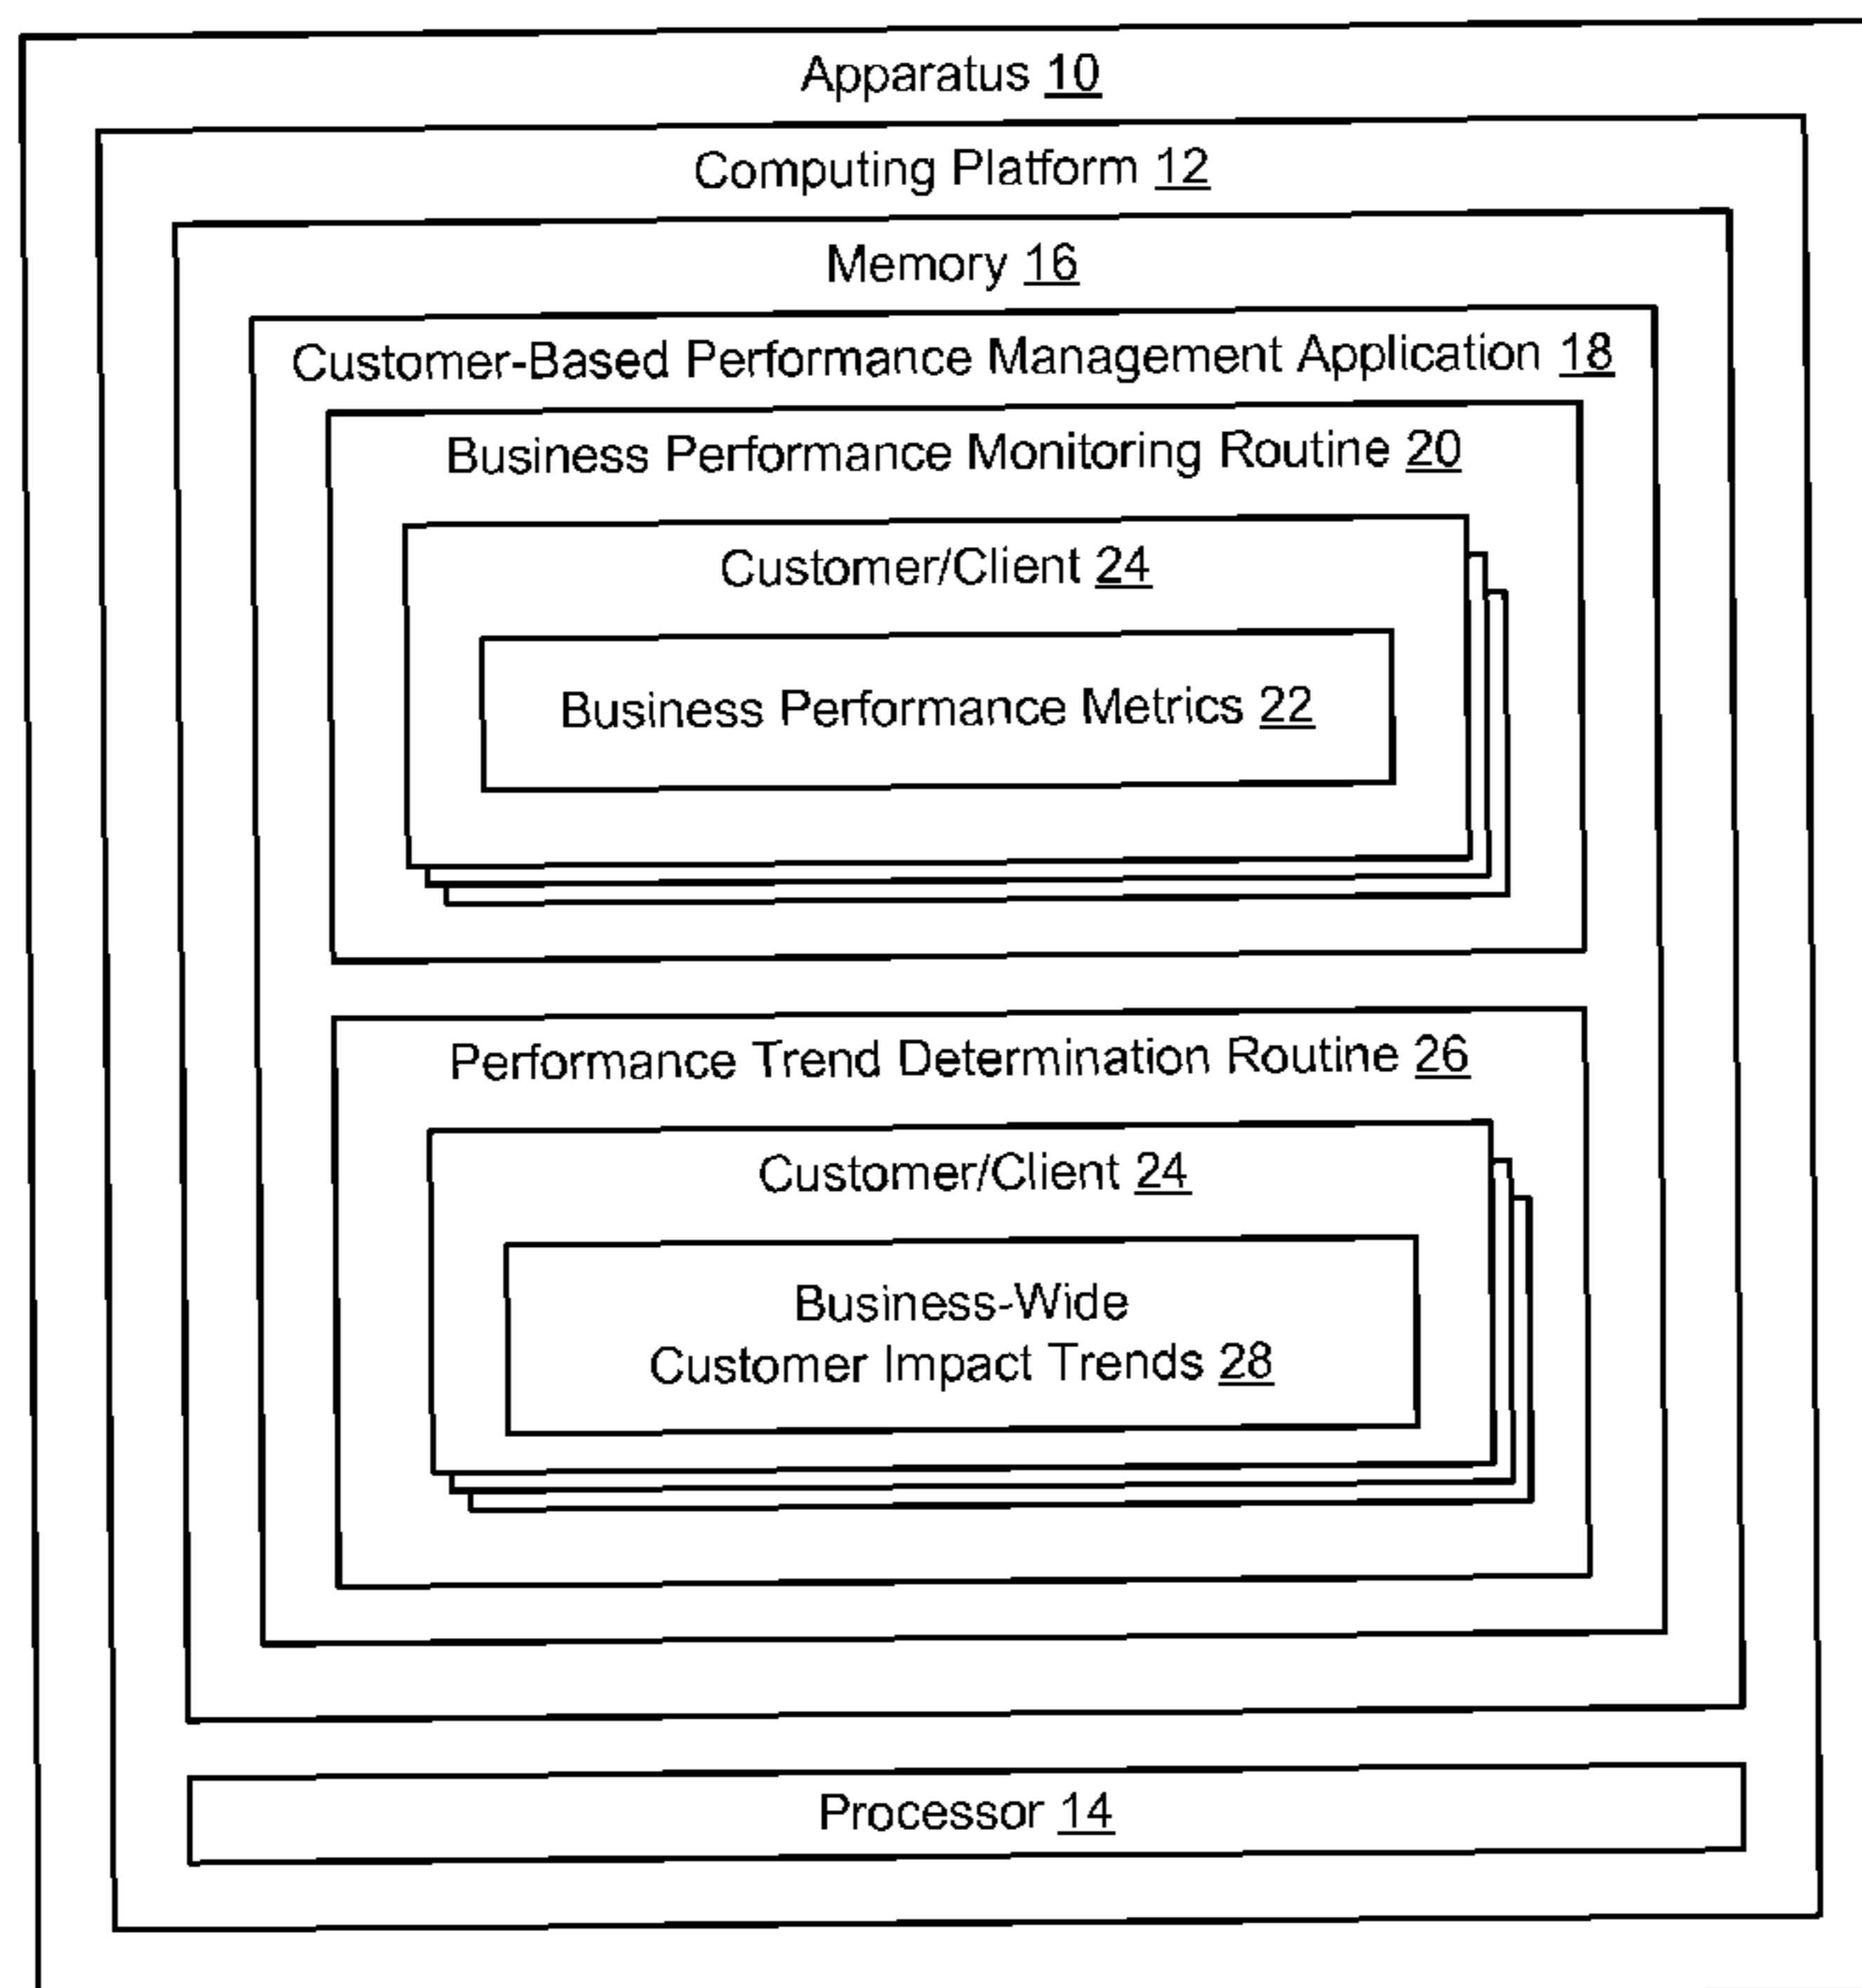 Apparatus 10
Computing Platform 12
Memory 16
Customer-Based Performance Management Application 18
Business Performance Monitoring Routine 20
Customer/Client 24
Business Performance Metrics 22
Performance Trend Determination Routine 26
Customer/Client 24
Business-Wide
Customer Impact Trends 28
Processor 14